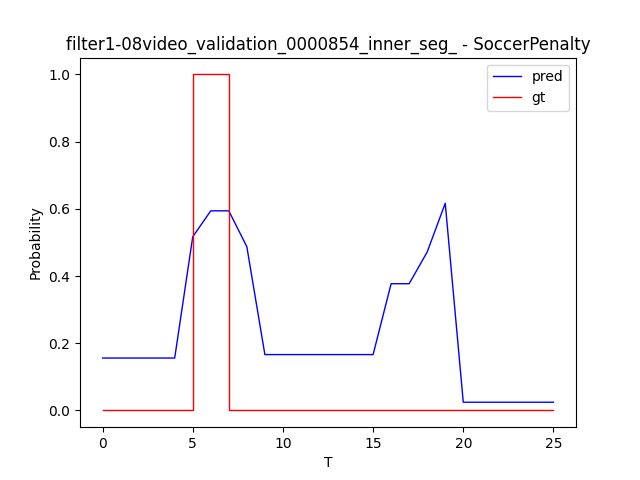 filter1-08video_validation_0000854_inner_seg_ - SoccerPenalty
pred
gt
1.0
0.8
0.6
0.4
0.2
0.0
Probability
0
5
10
15
20
25
T